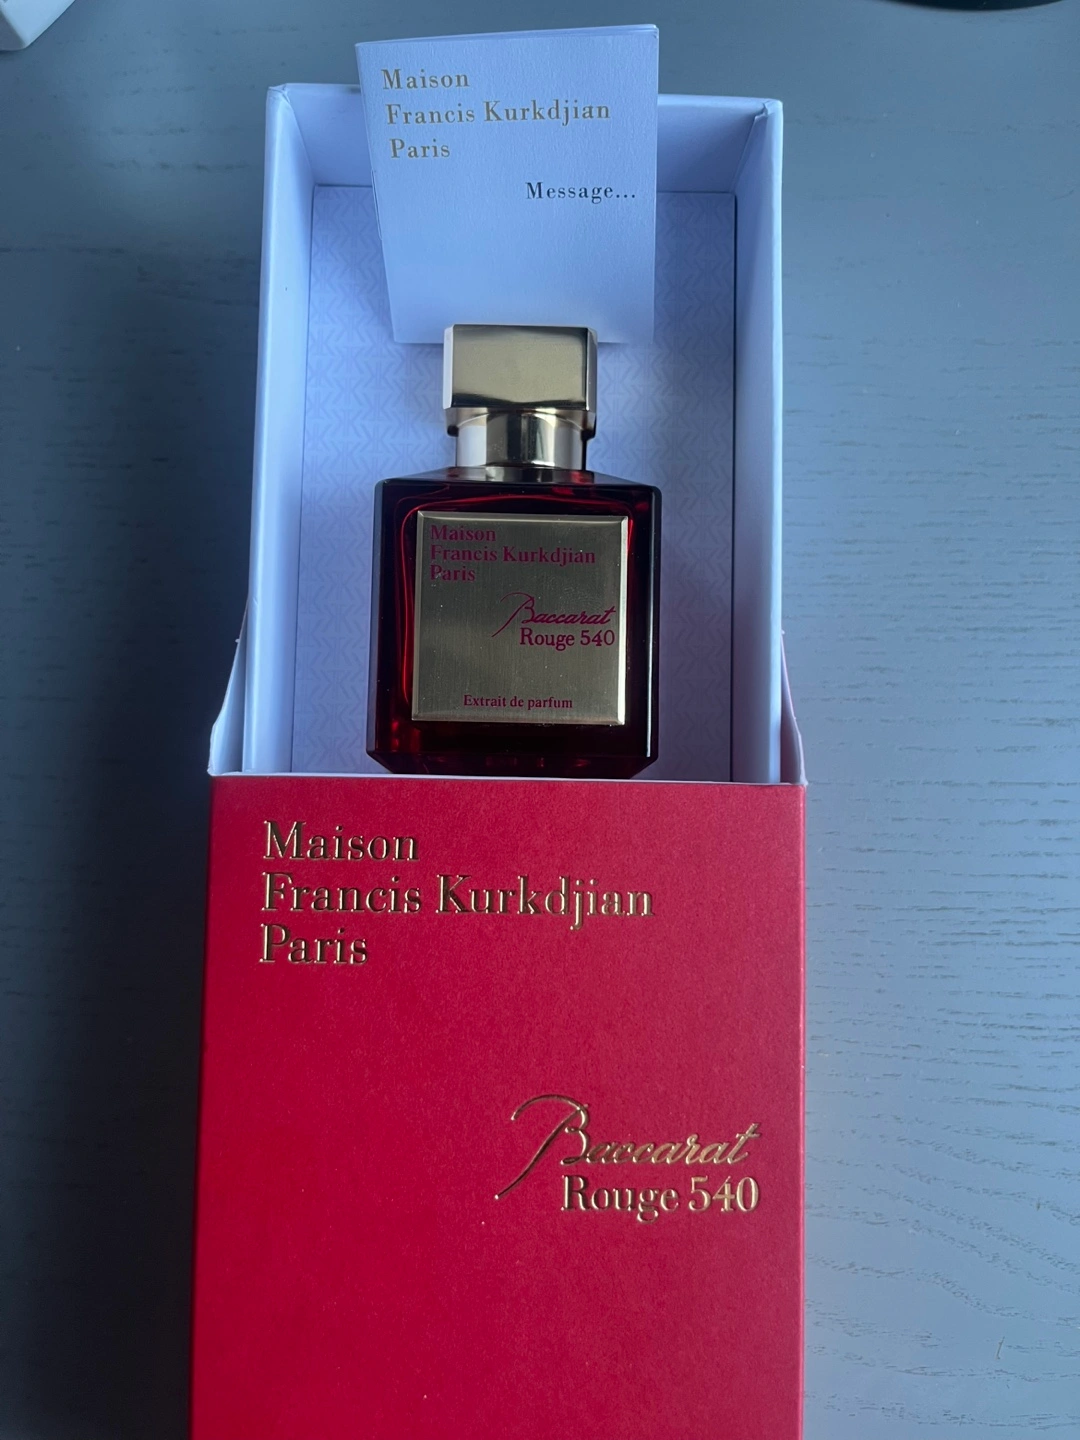 Maison
Francis Kurkdjian
Paris
Message...
Maison
Francis Kurkdjian
Paris
Baccarat
Rouge 540
Extrait de parfum
Maison
Francis Kurkdjian
Paris
Baccarat
Rouge 540